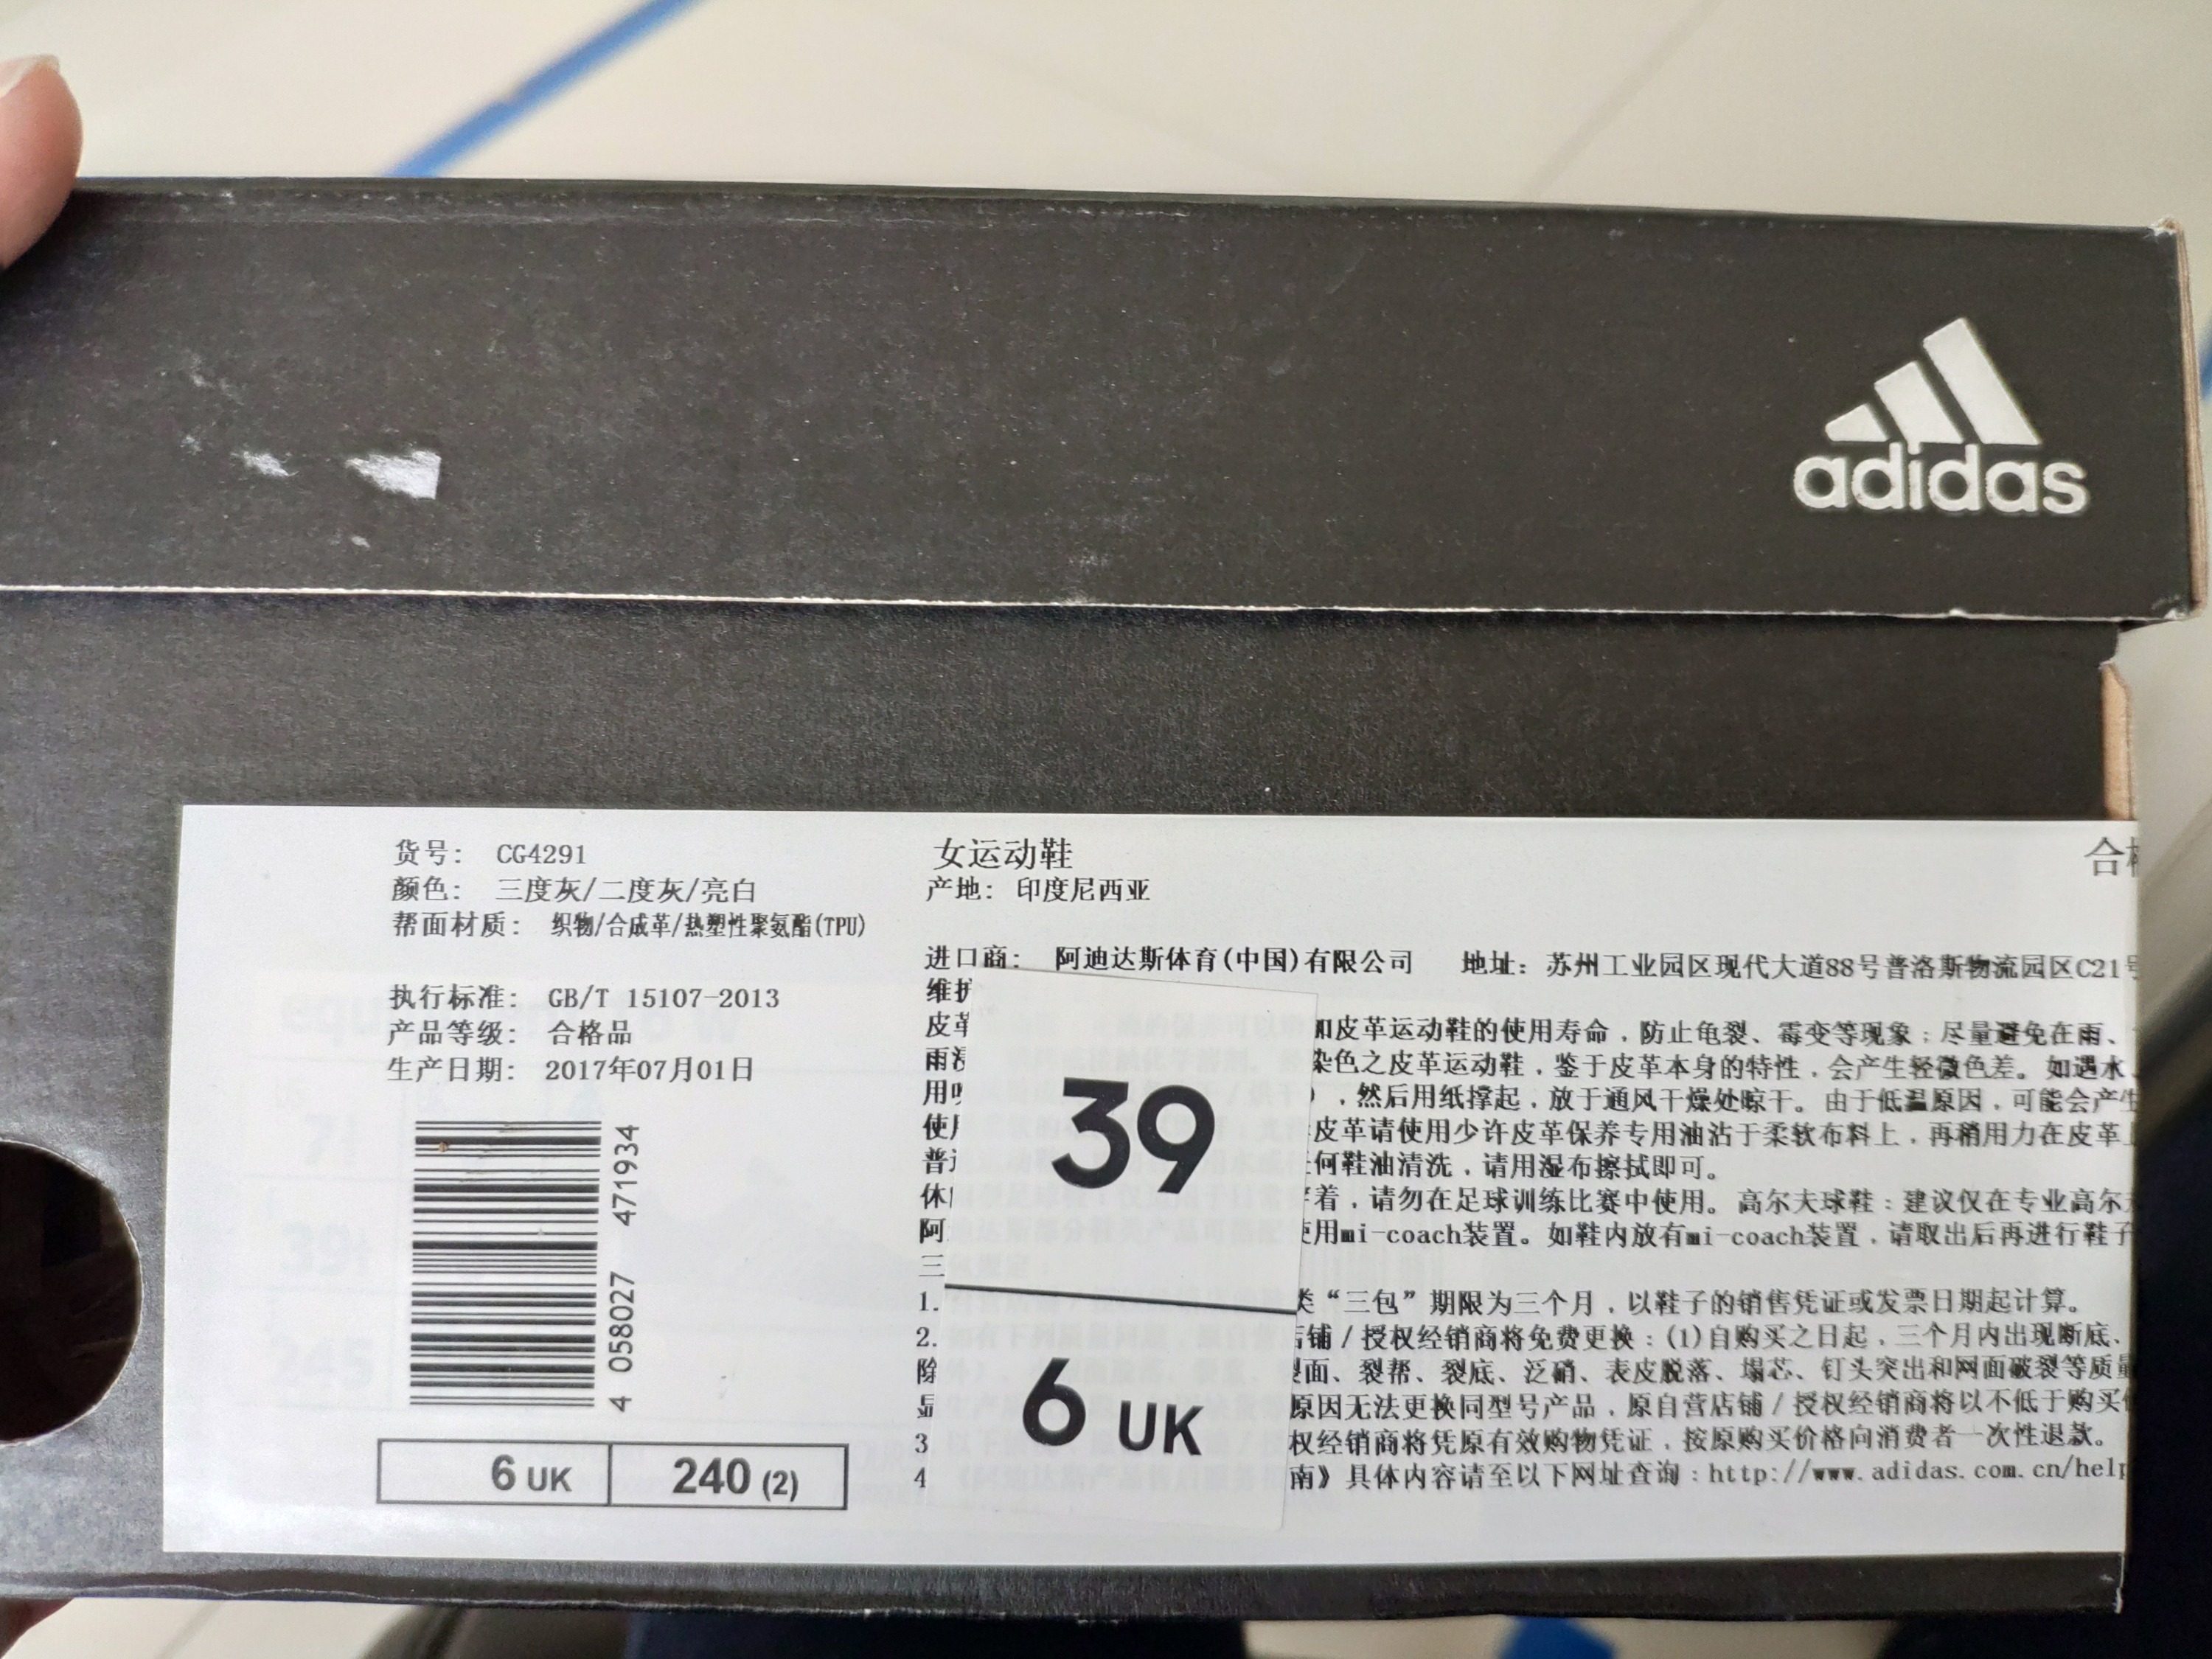 adidas
货号: CG4291
颜色: 三度灰/二度灰/亮白
帮面材质: 织物/合成革/热塑性聚氨酯(TPU)
执行标准: GB/T 15107-2013
产品等级: 合格品
生产日期: 2017年07月01日
4 058027 471934
6 UK 240 (2)
女运动鞋
合
产地: 印度尼西亚
进口商: 阿迪达斯体育(中国)有限公司 地址: 苏州工业园区现代大道88号普洛斯物流园区C21
维护
皮革 和皮革运动鞋的使用寿命，防止龟裂、霉变等现象；尽量避免在雨、
雨 染色之皮革运动鞋，鉴于皮革本身的特性，会产生轻微色差。如遇水、
用 )，然后用纸撑起，放于通风干燥处晾干。由于低温原因，可能会产生
使 皮革请使用少许皮革保养专用油沾于柔软布料上，再稍用力在皮革上
普 何鞋油清洗，请用湿布擦拭即可。
休 着，请勿在足球训练比赛中使用。高尔夫球鞋：建议仅在专业高尔夫
阿 使用mi-coach装置。如鞋内放有mi-coach装置，请取出后再进行鞋子
三
1. 类“三包”期限为三个月，以鞋子的销售凭证或发票日期起计算。
2. 店铺/授权经销商将免费更换：(1)自购买之日起，三个月内出现断底、
除 裂面、裂帮、裂底、泛硝、表皮脱落、塌芯、钉头突出和网面破裂等质量
显 原因无法更换同型号产品，原自营店铺/授权经销商将以不低于购买
3 权经销商将凭原有效购物凭证，按原购买价格向消费者一次性退款。
4 南》具体内容请至以下网址查询：http://www.adidas.com.cn/help
39
6 UK